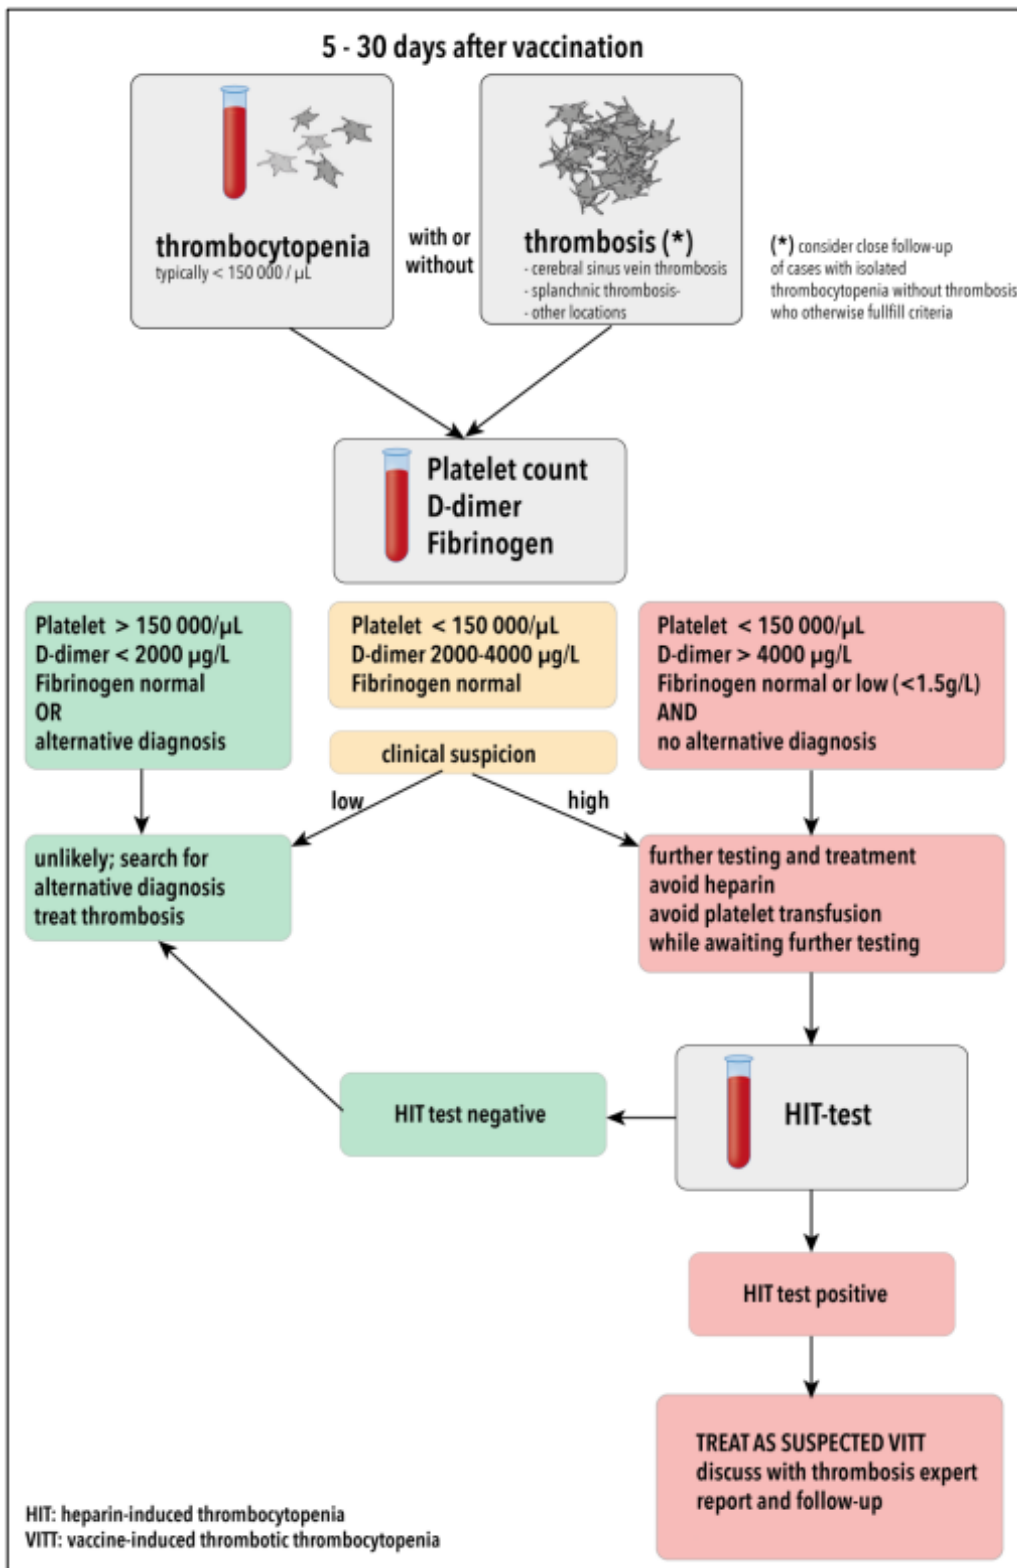 5 - 30 days after vaccination
thrombocytopenia
typically < 150 000 / µL
with or
without
thrombosis (*)
- cerebral sinus vein thrombosis
- splanchnic thrombosis-
- other locations
(*) consider close follow-up
of cases with isolated
thrombocytopenia without thrombosis
who otherwise fullfill criteria
Platelet count
D-dimer
Fibrinogen
Platelet > 150 000/µL
D-dimer < 2000 µg/L
Fibrinogen normal
OR
alternative diagnosis
Platelet < 150 000/µL
D-dimer 2000-4000 µg/L
Fibrinogen normal
Platelet < 150 000/µL
D-dimer > 4000 µg/L
Fibrinogen normal or low (<1.5g/L)
AND
no alternative diagnosis
clinical suspicion
low
high
unlikely; search for
alternative diagnosis
treat thrombosis
further testing and treatment
avoid heparin
avoid platelet transfusion
while awaiting further testing
HIT test negative
HIT-test
HIT test positive
TREAT AS SUSPECTED VITT
discuss with thrombosis expert
report and follow-up
HIT: heparin-induced thrombocytopenia
VITT: vaccine-induced thrombotic thrombocytopenia